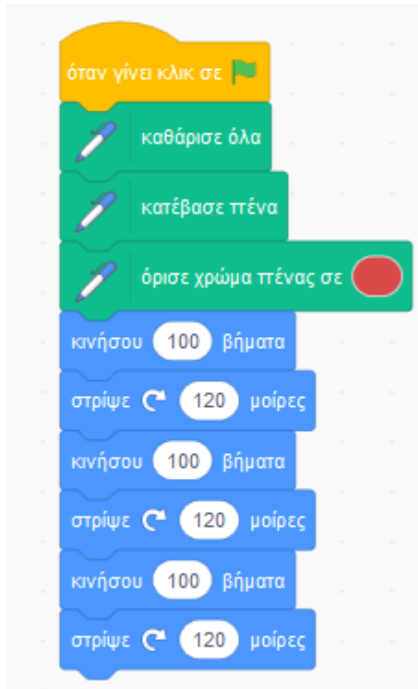 όταν γίνει κλικ σε
καθάρισε όλα
κατέβασε πένα
όρισε χρώμα πένας σε
κινήσου 100 βήματα
στρίψε 120 μοίρες
κινήσου 100 βήματα
στρίψε 120 μοίρες
κινήσου 100 βήματα
στρίψε 120 μοίρες